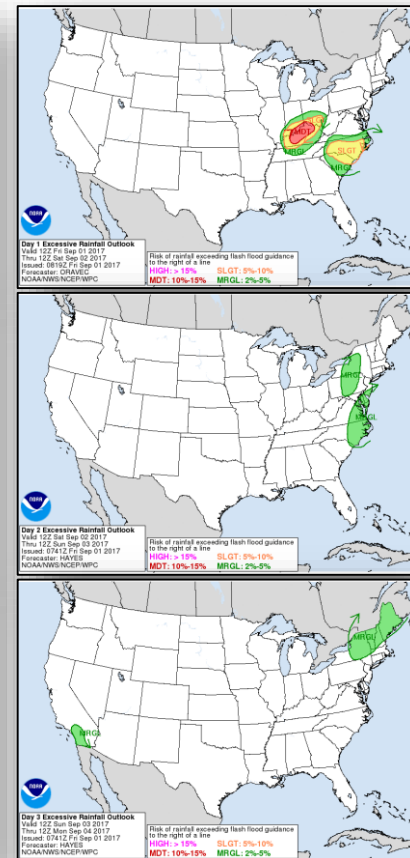 SLGT
MDT
MRGL
SLGT
MRGL
NOAA
Day 1 Excessive Rainfall Outlook
Valid 12Z Fri Sep 01 2017
Thru 12Z Sat Sep 02 2017
Issued: 0819Z Fri Sep 01 2017
Forecaster: ORAVEC
NOAA/NWS/NCEP/WPC
Risk of rainfall exceeding flash flood guidance
to the right of a line
HIGH: > 15% SLGT: 5%-10%
MDT: 10%-15% MRGL: 2%-5%
MRGL
MRGL
NOAA
Day 2 Excessive Rainfall Outlook
Valid 12Z Sat Sep 02 2017
Thru 12Z Sun Sep 03 2017
Issued: 0741Z Fri Sep 01 2017
Forecaster: HAYES
NOAA/NWS/NCEP/WPC
Risk of rainfall exceeding flash flood guidance
to the right of a line
HIGH: > 15% SLGT: 5%-10%
MDT: 10%-15% MRGL: 2%-5%
MRGL
MRGL
NOAA
Day 3 Excessive Rainfall Outlook
Valid 12Z Sun Sep 03 2017
Thru 12Z Mon Sep 04 2017
Issued: 0741Z Fri Sep 01 2017
Forecaster: HAYES
NOAA/NWS/NCEP/WPC
Risk of rainfall exceeding flash flood guidance
to the right of a line
HIGH: > 15% SLGT: 5%-10%
MDT: 10%-15% MRGL: 2%-5%